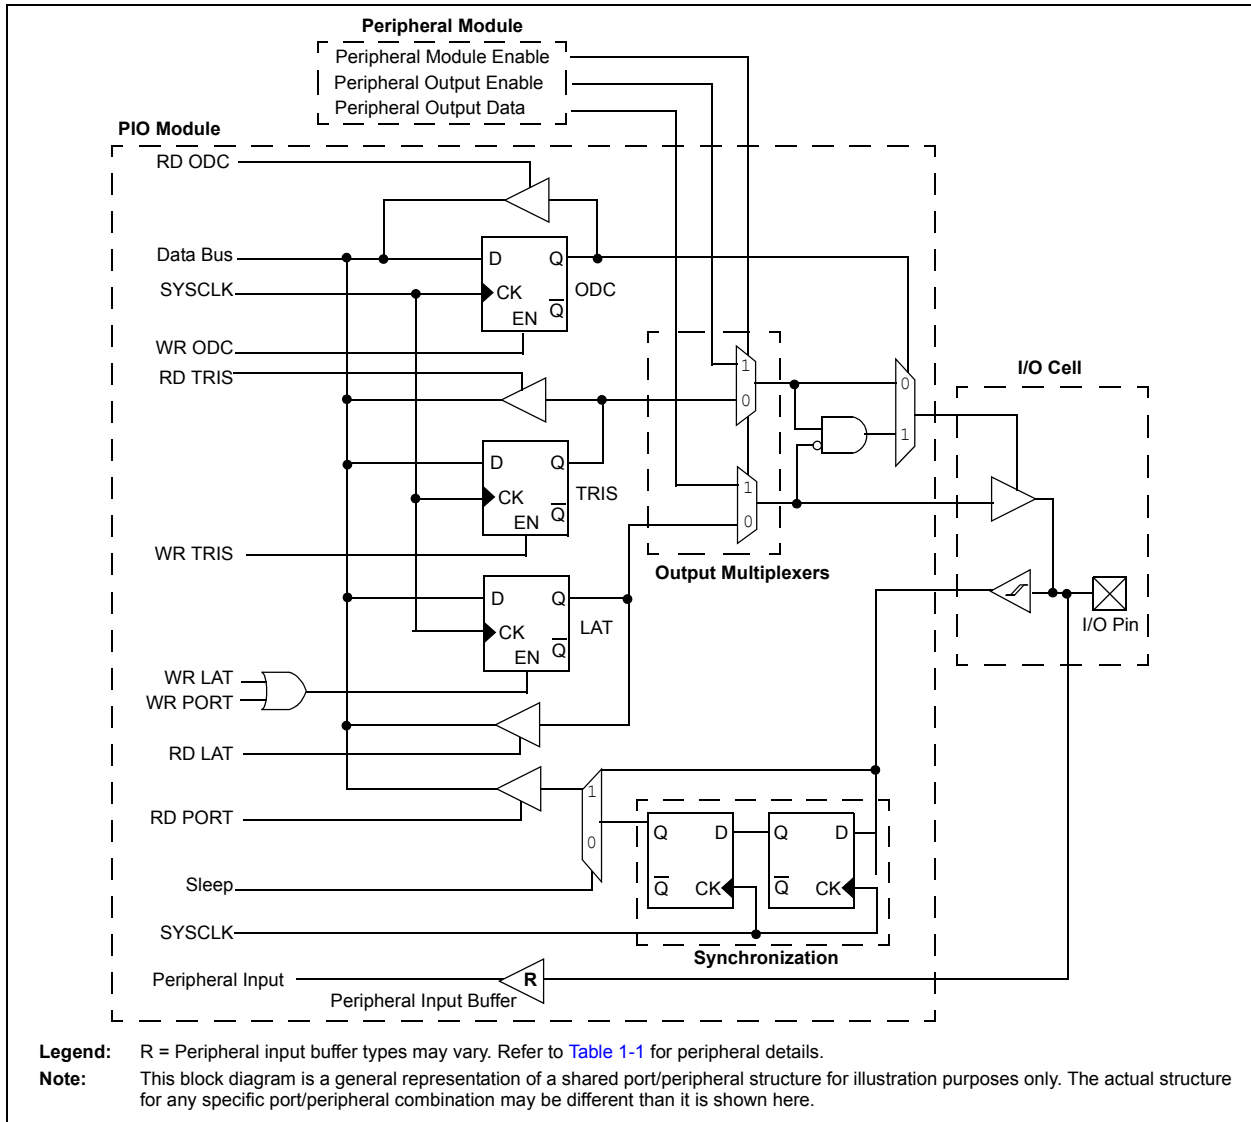 Peripheral Module
Peripheral Module Enable
Peripheral Output Enable
Peripheral Output Data
PIO Module
RD ODC
Data Bus
D Q
SYSCLK
CK
ODC
Q
EN
WR ODC
RD TRIS
1
0
I/O Cell
0
1
D Q
CK
TRIS
Q
EN
1
0
WR TRIS
Output Multiplexers
D Q
CK
LAT
Q
EN
I/O Pin
WR LAT
WR PORT
RD LAT
1
0
RD PORT
Q D
Q D
Q CK
Q CK
Sleep
SYSCLK
Synchronization
Peripheral Input
R
Peripheral Input Buffer
Legend: R = Peripheral input buffer types may vary. Refer to Table 1-1 for peripheral details.
Note: This block diagram is a general representation of a shared port/peripheral structure for illustration purposes only. The actual structure
for any specific port/peripheral combination may be different than it is shown here.